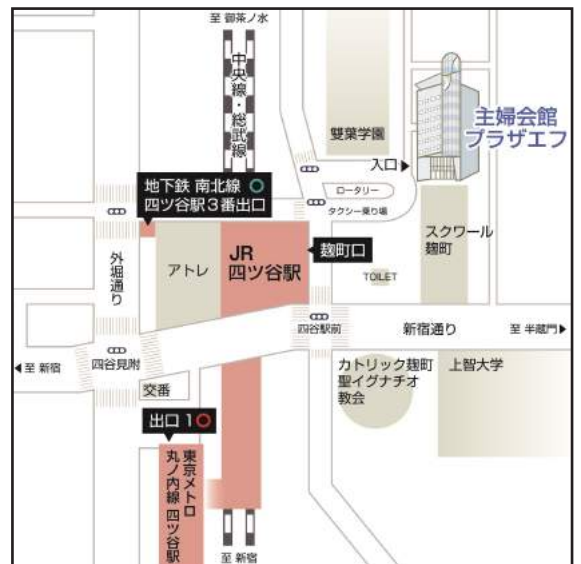 至 御茶ノ水
中央線・総武線
雙葉学園
主婦会館
プラザエフ
入口
ロータリー
タクシー乗り場
地下鉄 南北線
四ツ谷駅3番出口
外堀通り
アトレ
JR
四ツ谷駅
麹町口
TOILET
スクワール
麹町
四谷見附
四谷駅前
新宿通り
至 半蔵門
至 新宿
交番
カトリック麹町
聖イグナチオ
教会
上智大学
出口 1
東京メトロ
丸ノ内線 四ツ谷駅
至 新宿